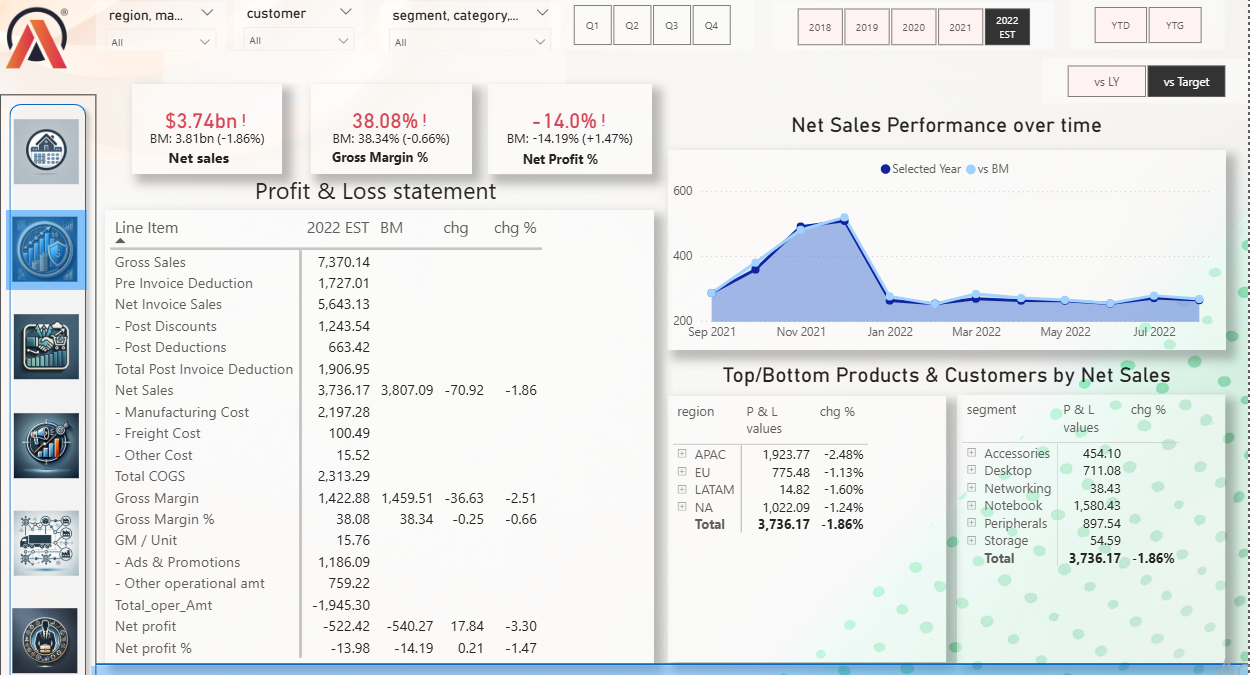 ®
region, ma... customer segment, category,...
All All All
Q1 Q2 Q3 Q4
2018 2019 2020 2021 2022 EST
YTD YTG
vs LY vs Target
$3.74bn !
BM: 3.81bn (-1.86%)
Net sales
38.08% !
BM: 38.34% (-0.66%)
Gross Margin %
-14.0% !
BM: -14.19% (+1.47%)
Net Profit %
Profit & Loss statement
Line Item 2022 EST BM chg chg %
Gross Sales 7,370.14
Pre Invoice Deduction 1,727.01
Net Invoice Sales 5,643.13
- Post Discounts 1,243.54
- Post Deductions 663.42
Total Post Invoice Deduction 1,906.95
Net Sales 3,736.17 3,807.09 -70.92 -1.86
- Manufacturing Cost 2,197.28
- Freight Cost 100.49
- Other Cost 15.52
Total COGS 2,313.29
Gross Margin 1,422.88 1,459.51 -36.63 -2.51
Gross Margin % 38.08 38.34 -0.25 -0.66
GM / Unit 15.76
- Ads & Promotions 1,186.09
- Other operational amt 759.22
Total_oper_Amt -1,945.30
Net profit -522.42 -540.27 17.84 -3.30
Net profit % -13.98 -14.19 0.21 -1.47
Net Sales Performance over time
Selected Year vs BM
600
400
200
Sep 2021 Nov 2021 Jan 2022 Mar 2022 May 2022 Jul 2022
Top/Bottom Products & Customers by Net Sales
region P & L values chg %
APAC 1,923.77 -2.48%
EU 775.48 -1.13%
LATAM 14.82 -1.60%
NA 1,022.09 -1.24%
Total 3,736.17 -1.86%
segment P & L values chg %
Accessories 454.10
Desktop 711.08
Networking 38.43
Notebook 1,580.43
Peripherals 897.54
Storage 54.59
Total 3,736.17 -1.86%